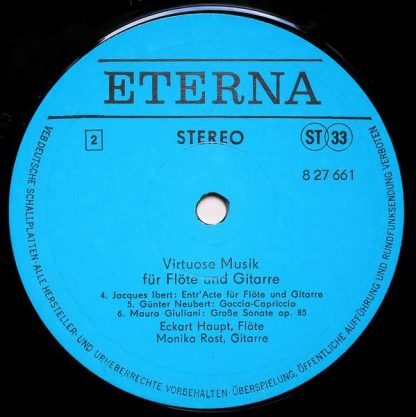 ETERNA
2
STEREO
ST 33
8 27 661
Virtuose Musik
für Flöte und Gitarre
4. Jacques Ibert: Entr'Acte für Flöte und Gitarre
5. Günter Neubert: Goccia-Capriccio
6. Mauro Giuliani: Große Sonate op. 85
Eckart Haupt, Flöte
Monika Rost, Gitarre
VEB DEUTSCHE SCHALLPLATTEN · ALLE HERSTELLER- UND URHEBERRECHTE VORBEHALTEN · ÜBERSPIELUNG, ÖFFENTLICHE AUFFÜHRUNG UND RUNDFUNKSENDUNG VERBOTEN